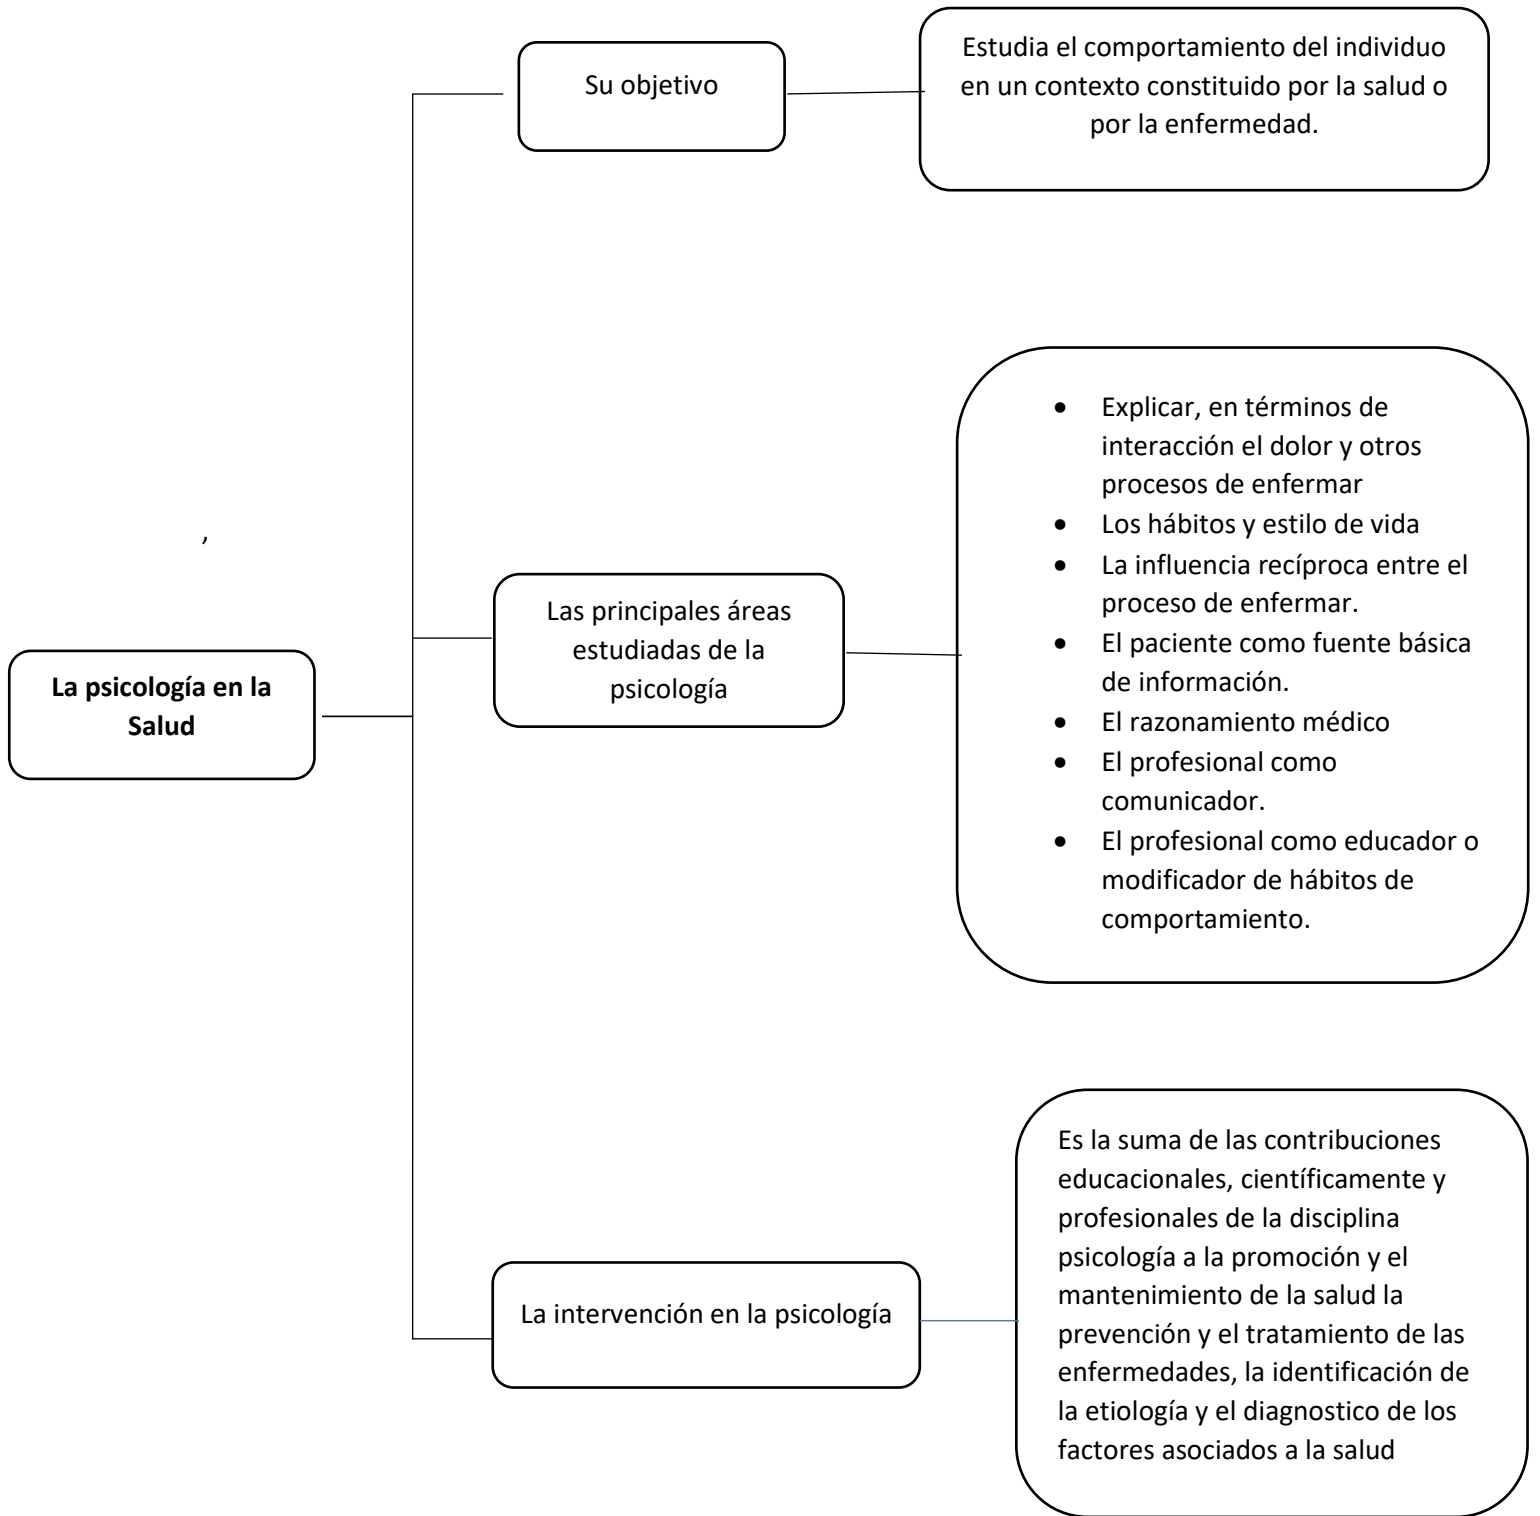 Su objetivo
Estudia el comportamiento del individuo
en un contexto constituido por la salud o
por la enfermedad.
,
La psicología en la
Salud
Las principales áreas
estudiadas de la
psicología
• Explicar, en términos de
interacción el dolor y otros
procesos de enfermar
• Los hábitos y estilo de vida
• La influencia recíproca entre el
proceso de enfermar.
• El paciente como fuente básica
de información.
• El razonamiento médico
• El profesional como
comunicador.
• El profesional como educador o
modificador de hábitos de
comportamiento.
La intervención en la psicología
Es la suma de las contribuciones
educacionales, científicamente y
profesionales de la disciplina
psicología a la promoción y el
mantenimiento de la salud la
prevención y el tratamiento de las
enfermedades, la identificación de
la etiología y el diagnostico de los
factores asociados a la salud